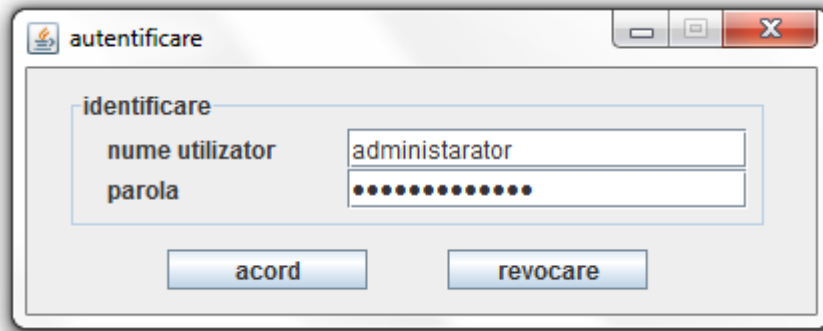 autentificare
identificare
nume utilizator administarator
parola •••••••••••••
acord revocare